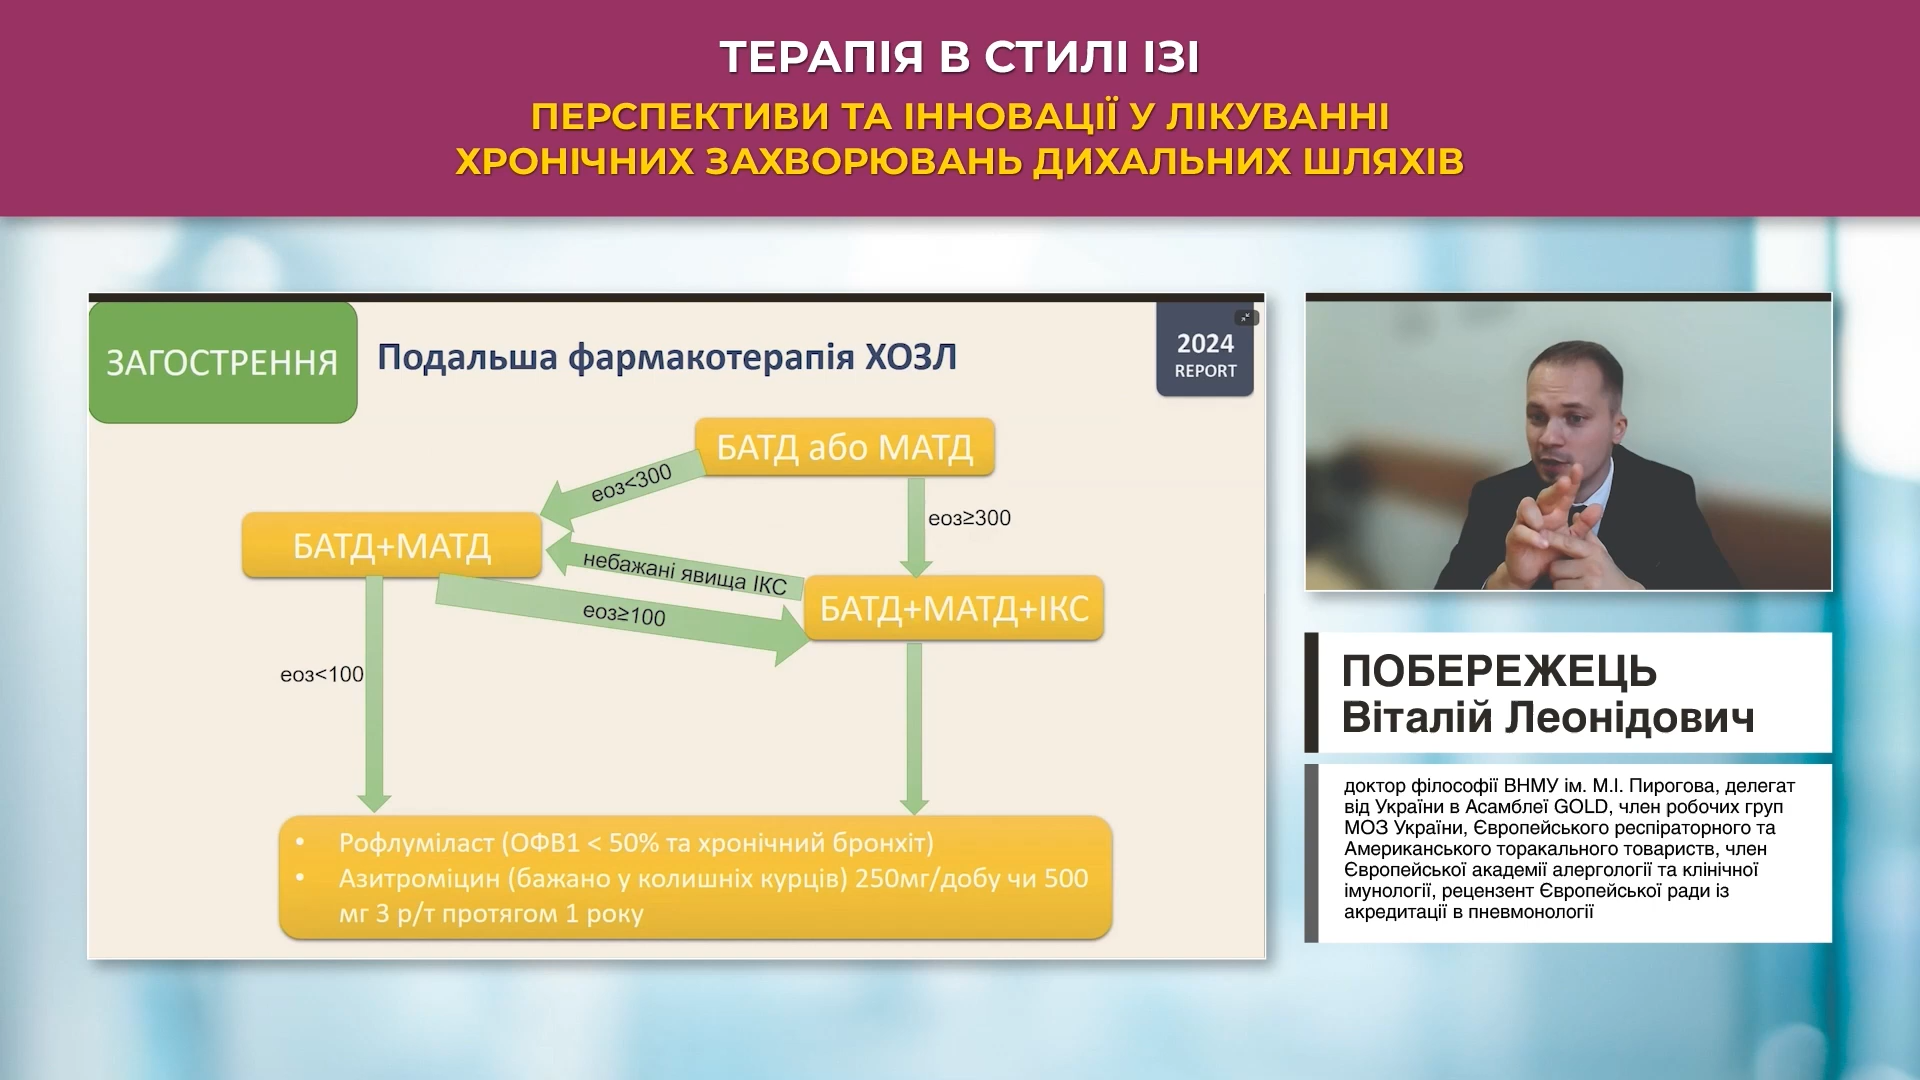 ТЕРАПІЯ В СТИЛІ ІЗІ
ПЕРСПЕКТИВИ ТА ІННОВАЦІЇ У ЛІКУВАННІ
ХРОНІЧНИХ ЗАХВОРЮВАНЬ ДИХАЛЬНИХ ШЛЯХІВ
ЗАГОСТРЕННЯ
Подальша фармакотерапія ХОЗЛ
2024
REPORT
БАТД або МАТД
еоз<300
еоз≥300
БАТД+МАТД
небажані явища ІКС
еоз≥100
БАТД+МАТД+ІКС
еоз<100
• Рофлуміласт (ОФВ1 < 50% та хронічний бронхіт)
• Азитроміцин (бажано у колишніх курців) 250мг/добу чи 500
мг 3 р/т протягом 1 року
ПОБЕРЕЖЕЦЬ
Віталій Леонідович
доктор філософії ВНМУ ім. М.І. Пирогова, делегат
від України в Асамблеї GOLD, член робочих груп
МОЗ України, Європейського респіраторного та
Американського торакального товариств, член
Європейської академії алергології та клінічної
імунології, рецензент Європейської ради із
акредитації в пневмонології